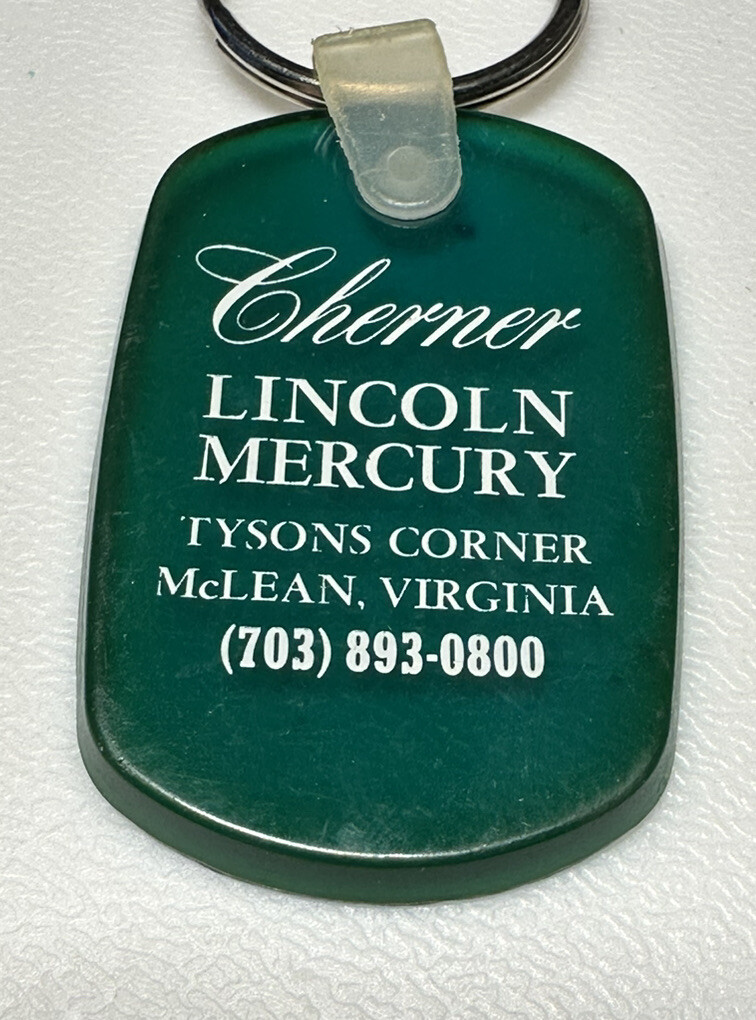 Cherner
LINCOLN
MERCURY
TYSONS CORNER
McLEAN, VIRGINIA
(703) 893-0800